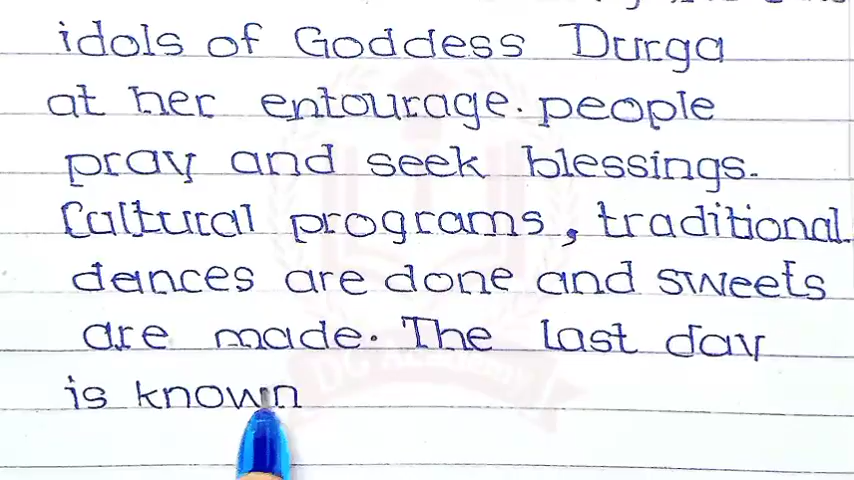 idols of Goddess Durga
at her entourage. people
pray and seek blessings.
Caltural programs, traditional
dances are done and sweets
are made. The last day
is known